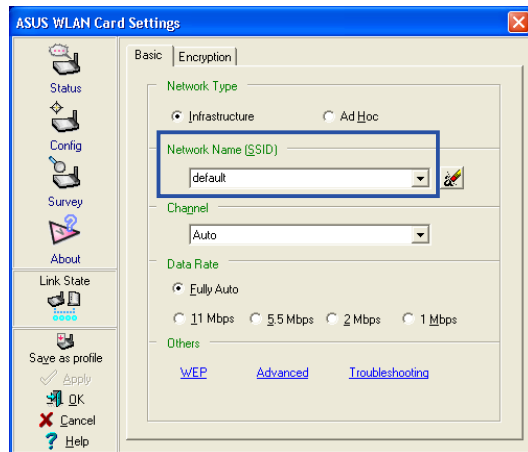 ASUS WLAN Card Settings
Status
Config
Survey
About
Link State
Save as profile
Apply
OK
Cancel
Help
Basic
Encryption
Network Type
Infrastructure
Ad Hoc
Network Name (SSID)
default
Channel
Auto
Data Rate
Fully Auto
11 Mbps 5.5 Mbps 2 Mbps 1 Mbps
Others
WEP Advanced Troubleshooting